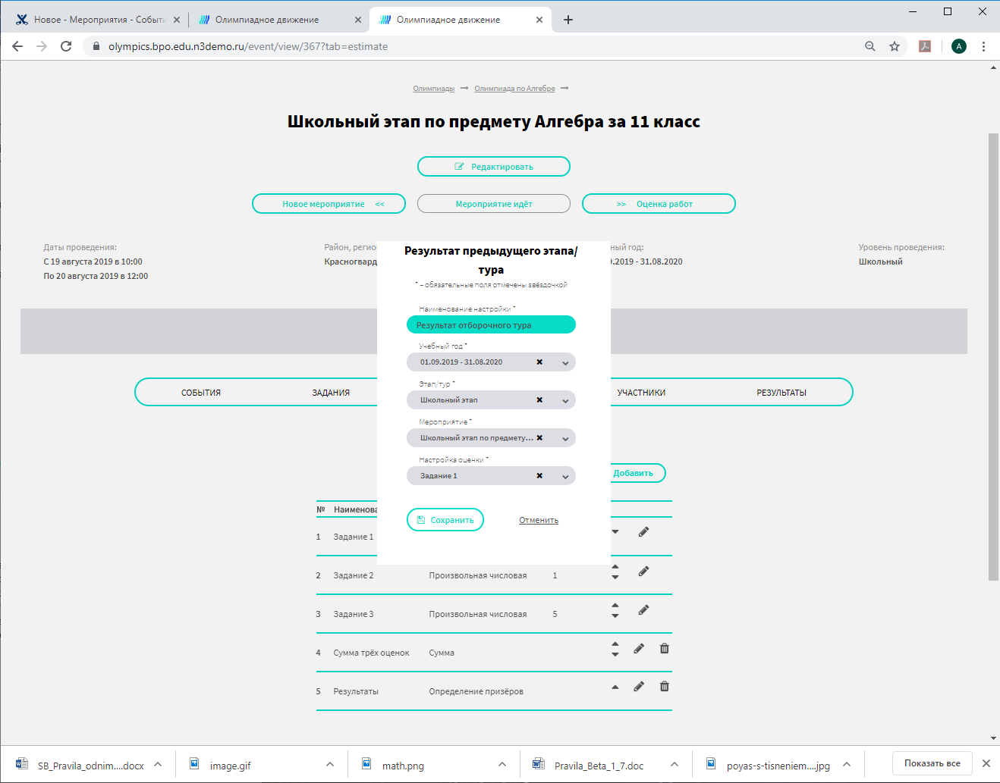 Новое - Мероприятия - Событи
Олимпиадное движение
Олимпиадное движение
olympics.bpo.edu.n3demo.ru/event/view/367?tab=estimate
A
Олимпиады → Олимпиада по Алгебре →
Школьный этап по предмету Алгебра за 11 класс
Редактировать
Новое мероприятие <<
Мероприятие идёт
>> Оценка работ
Даты проведения:
С 19 августа 2019 в 10:00
По 20 августа 2019 в 12:00
Район, регио
Красногвард
ный год:
.2019 - 31.08.2020
Уровень проведения:
Школьный
Результат предыдущего этапа/
тура
* – обязательные поля отмечены звёздочкой
Наименование настройки *
Результат отборочного тура
Учебный год *
01.09.2019 - 31.08.2020
Этап/тур *
Школьный этап
Мероприятие *
Школьный этап по предмету...
Настройка оценки *
Задание 1
Сохранить
Отменить
СОБЫТИЯ
ЗАДАНИЯ
УЧАСТНИКИ
РЕЗУЛЬТАТЫ
Добавить
№ Наименова
1 Задание 1
2 Задание 2 Произвольная числовая 1
3 Задание 3 Произвольная числовая 5
4 Сумма трёх оценок Сумма
5 Результаты Определение призёров
SB_Pravila_odnim....docx
image.gif
math.png
Pravila_Beta_1_7.doc
poyas-s-tisneniem....jpg
Показать все